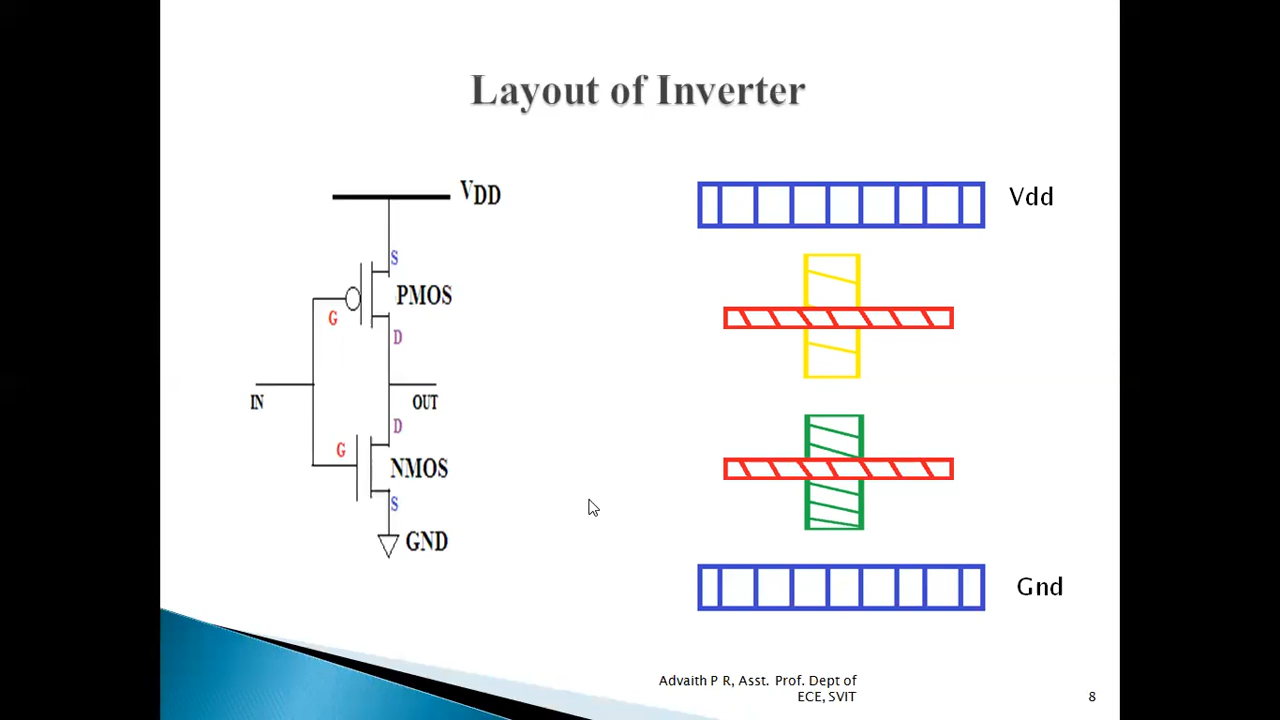 Layout of Inverter
VDD
S
PMOS
G
D
IN
OUT
D
G
NMOS
S
GND
Vdd
Gnd
Advaith P R, Asst. Prof. Dept of
ECE, SVIT
8